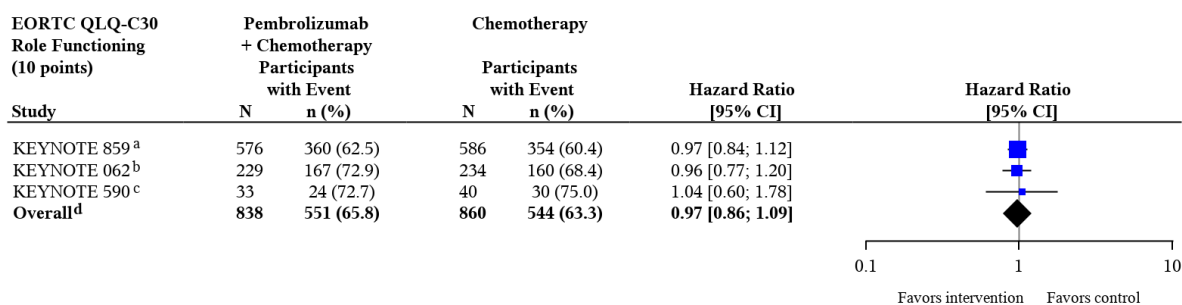 EORTC QLQ-C30 Pembrolizumab Chemotherapy
Role Functioning + Chemotherapy
(10 points) Participants Participants
with Event with Event Hazard Ratio Hazard Ratio
Study N n (%) N n (%) [95% CI] [95% CI]
KEYNOTE 859 a 576 360 (62.5) 586 354 (60.4) 0.97 [0.84; 1.12]
KEYNOTE 062 b 229 167 (72.9) 234 160 (68.4) 0.96 [0.77; 1.20]
KEYNOTE 590 c 33 24 (72.7) 40 30 (75.0) 1.04 [0.60; 1.78]
Overall d 838 551 (65.8) 860 544 (63.3) 0.97 [0.86; 1.09]
0.1 1 10
Favors intervention Favors control